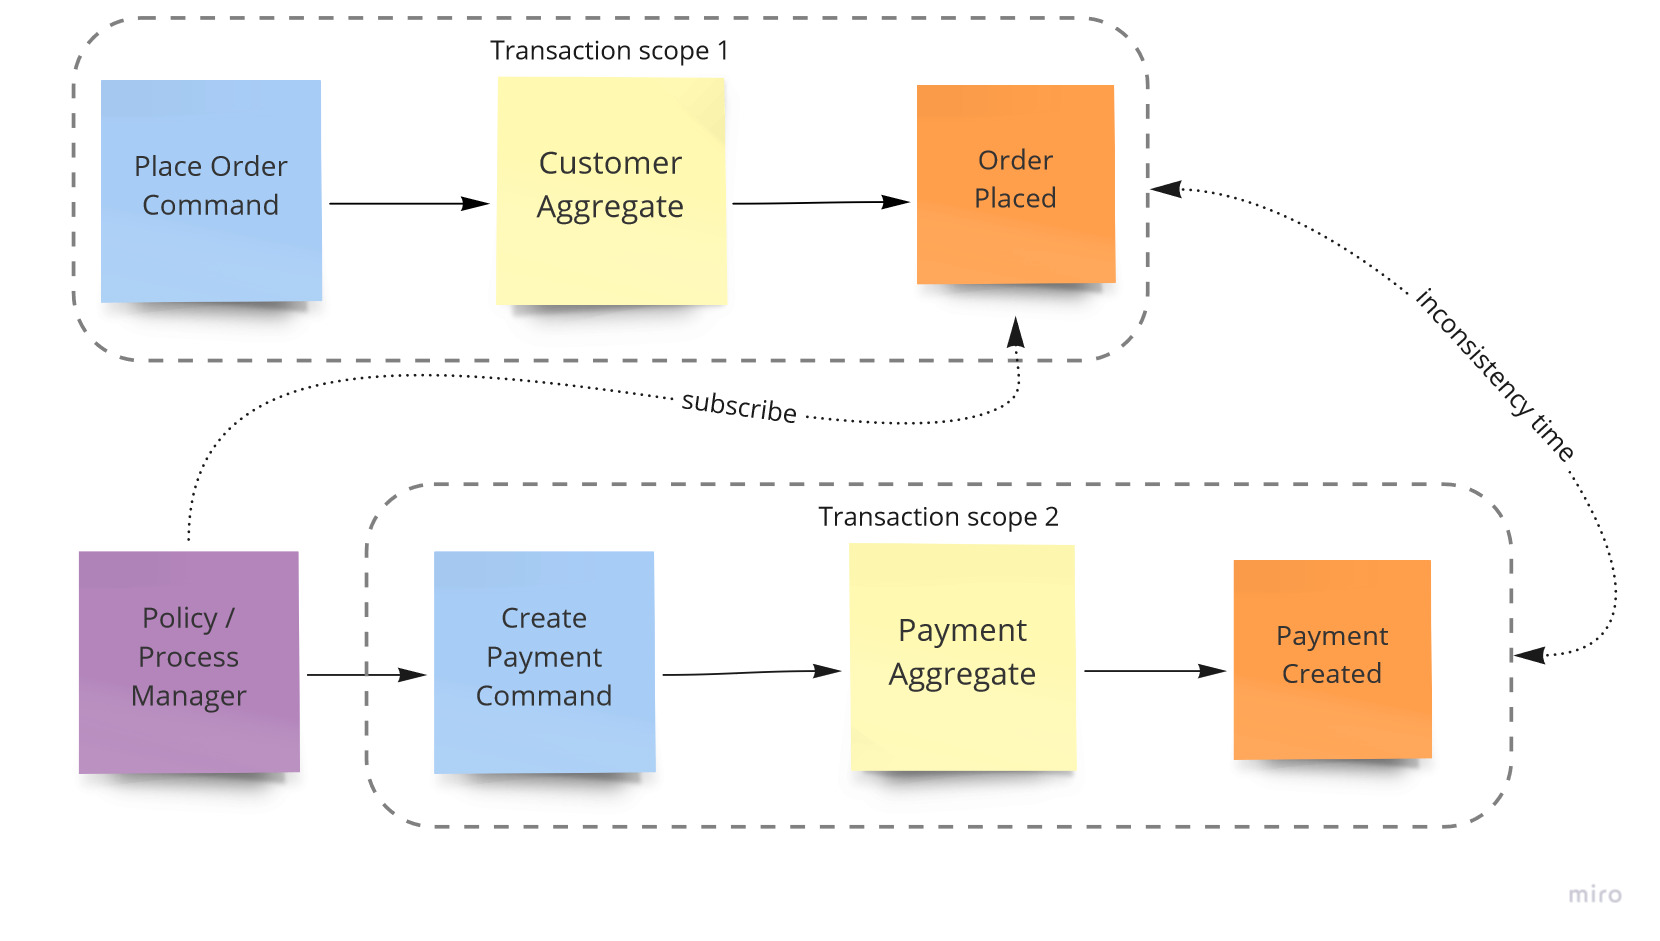 Transaction scope 1
Place Order
Command
Customer
Aggregate
Order
Placed
inconsistency time
subscribe
Transaction scope 2
Policy /
Process
Manager
Create
Payment
Command
Payment
Aggregate
Payment
Created
miro